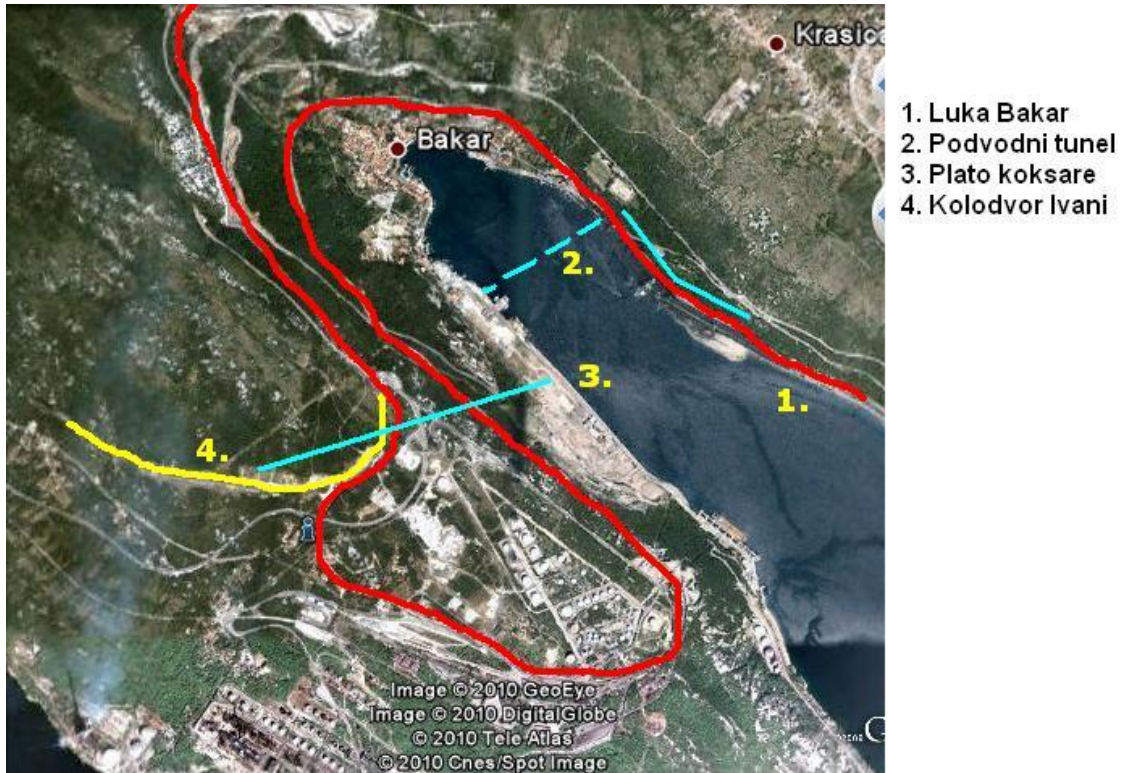 Krasica
Bakar
2.
3.
1.
4.
Image © 2010 GeoEye
Image © 2010 DigitalGlobe
© 2010 Tele Atlas
© 2010 Cnes/Spot Image
1. Luka Bakar
2. Podvodni tunel
3. Plato koksare
4. Kolodvor Ivani